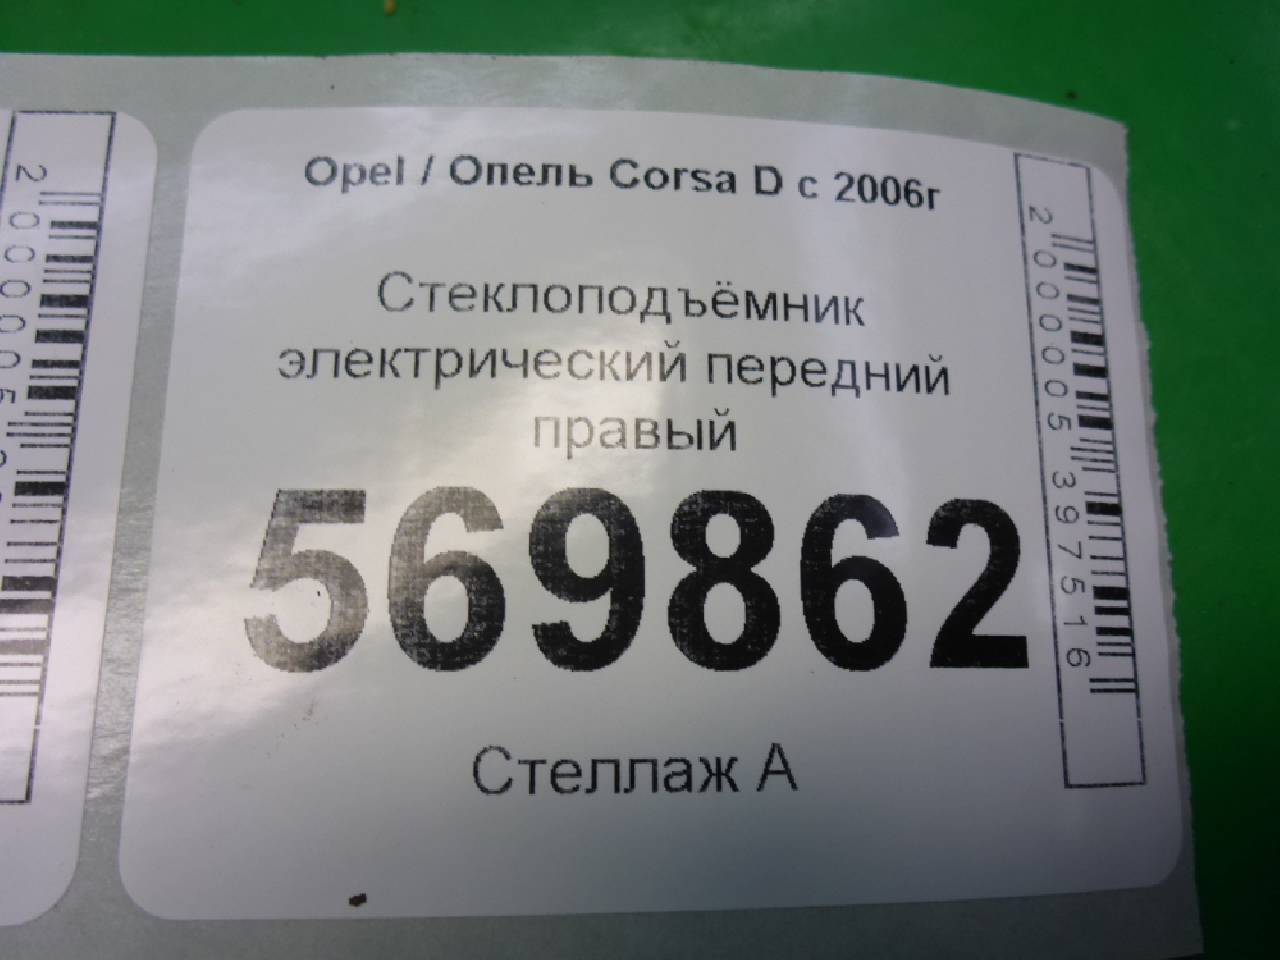 Opel / Опель Corsa D с 2006г
Стеклоподъёмник
электрический передний
правый
569862
Стеллаж А
2000005397516